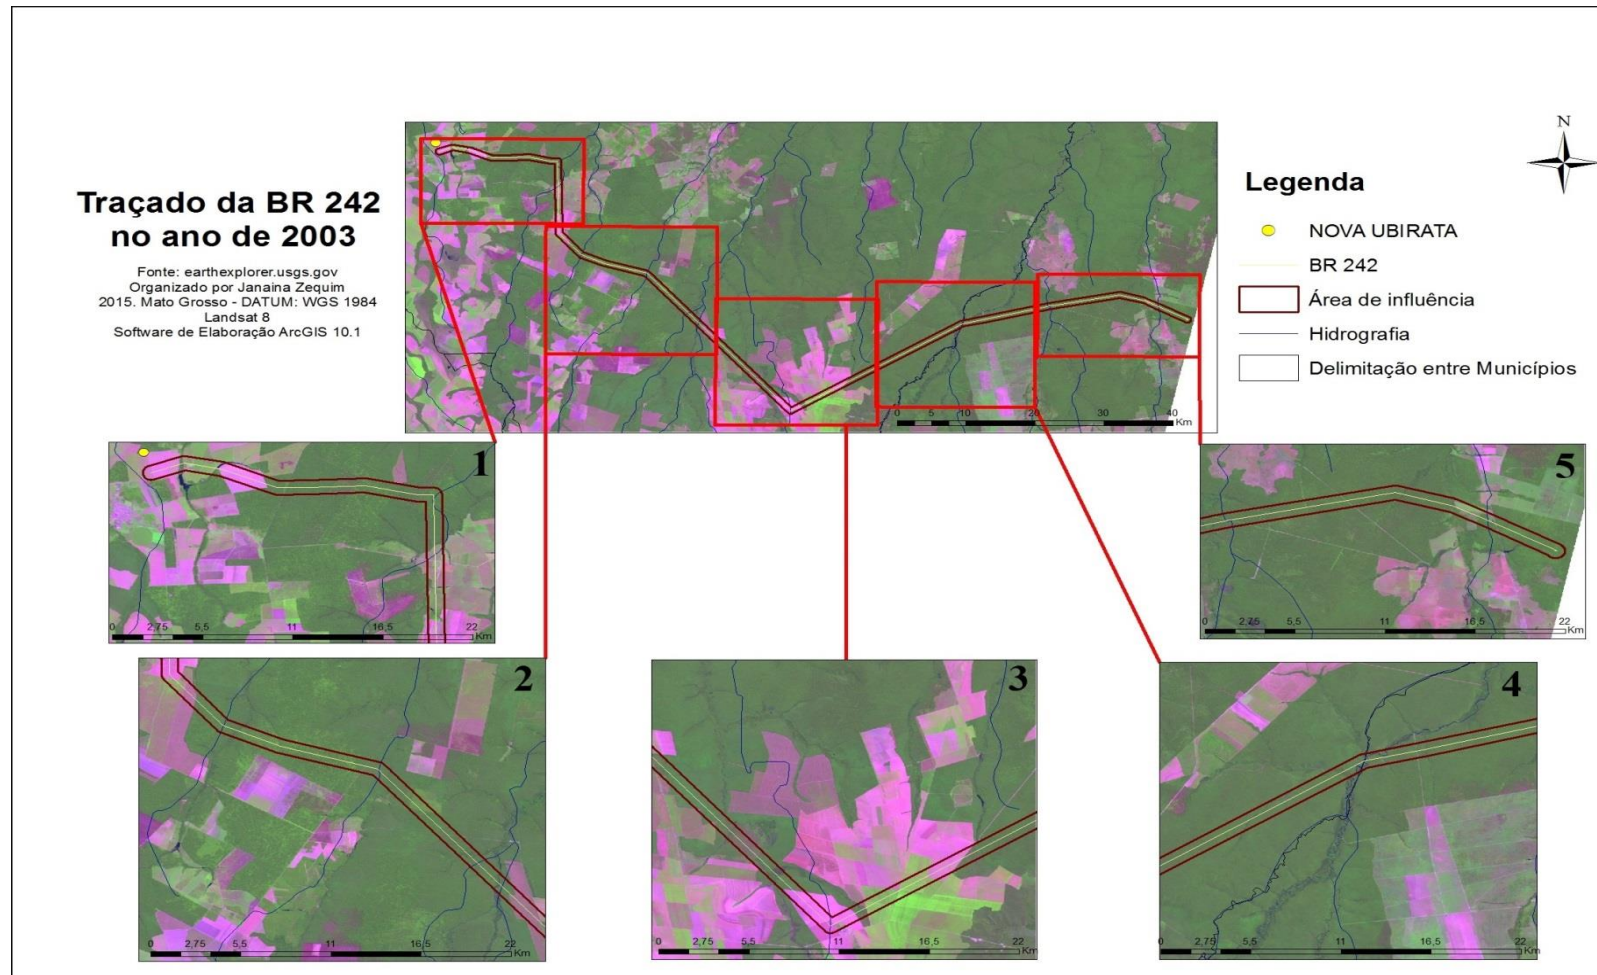 Traçado da BR 242
no ano de 2003
Fonte: earthexplorer.usgs.gov
Organizado por Janaina Zequim
2015. Mato Grosso - DATUM: WGS 1984
Landsat 8
Software de Elaboração ArcGIS 10.1
N
Legenda
NOVA UBIRATA
BR 242
Área de influência
Hidrografia
Delimitação entre Municípios
0 5 10 20 30 40
Km
1
0 2,75 5,5 11 16,5 22
Km
5
0 2,75 5,5 11 16,5 22
Km
2
0 2,75 5,5 11 16,5 22
Km
3
0 2,75 5,5 11 16,5 22
Km
4
0 2,75 5,5 11 16,5 22
Km